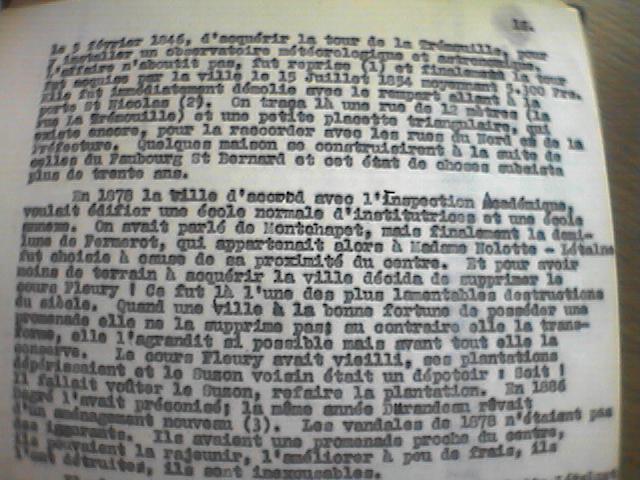 12.
le 5 février 1846, d'acquérir la tour de la Trémouille, pour
y installer un observatoire météorologique et astronomique
L'affaire n'aboutit pas, fut reprise (1) et finalement la tour
fut acquise par la ville le 15 Juillet 1854 moyennant 5.100 Frs.
Elle fut immédiatement démolie avec le rempart allant à la
porte St Nicolas (2). On traça là une rue de 12 mètres (la
rue La Trémouille) et une petite placette triangulaire, qui
existe encore, pour la raccorder avec les rues du Nord et de la
Préfecture. Quelques maison se construisirent à la suite de
celles du Faubourg St Bernard et cet état de choses subsista
plus de trente ans.
En 1878 la ville d'accord avec l'Inspection Académique,
voulait édifier une école normale d'institutrices et une école
annexe. On avait parlé de Montchapet, mais finalement la demi-
lune de Fermerot, qui appartenait alors à Madame Nolotte -
fut choisie à cause de sa proximité du centre. Et pour avoir
moins de terrain à acquérir la ville décida de supprimer le
cours Fleury ! Ce fut là l'une des plus lamentables destructions
du siècle. Quand une ville à la bonne fortune de posséder une
promenade elle ne la supprime pas; au contraire elle la trans-
forme, elle l'agrandit si possible mais avant tout elle la
conserve. Le cours Fleury avait vieilli, ses plantations
dépérissaient et le Suzon voisin était un dépotoir ! Soit !
il fallait voûter le Suzon, refaire la plantation. En 1836
l'avait préconisé; la même année Durandeau rêvait
d'un aménagement nouveau (3). Les vandales de 1878 n'étaient pas
des ignorants. Ils avaient une promenade proche du centre,
ils pouvaient la rajeunir, l'améliorer à peu de frais, ils
l'ont détruites, ils sont inexcusables.